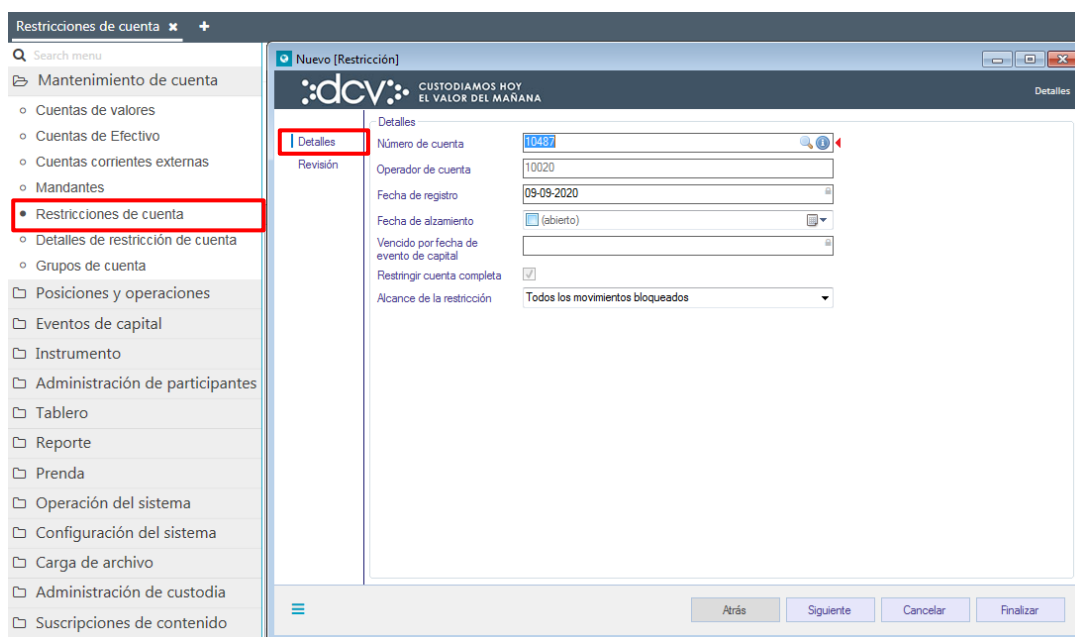 Restricciones de cuenta
Search menu
Mantenimiento de cuenta
Cuentas de valores
Cuentas de Efectivo
Cuentas corrientes externas
Mandantes
Restricciones de cuenta
Detalles de restricción de cuenta
Grupos de cuenta
Posiciones y operaciones
Eventos de capital
Instrumento
Administración de participantes
Tablero
Reporte
Prenda
Operación del sistema
Configuración del sistema
Carga de archivo
Administración de custodia
Suscripciones de contenido
Nuevo [Restricción]
dcv CUSTODIAMOS HOY
EL VALOR DEL MAÑANA
Detalles
Detalles
Revisión
Detalles
Número de cuenta 10487
Operador de cuenta 10020
Fecha de registro 09-09-2020
Fecha de alzamiento (abierto)
Vencido por fecha de
evento de capital
Restringir cuenta completa
Alcance de la restricción Todos los movimientos bloqueados
Atrás Siguiente Cancelar Finalizar